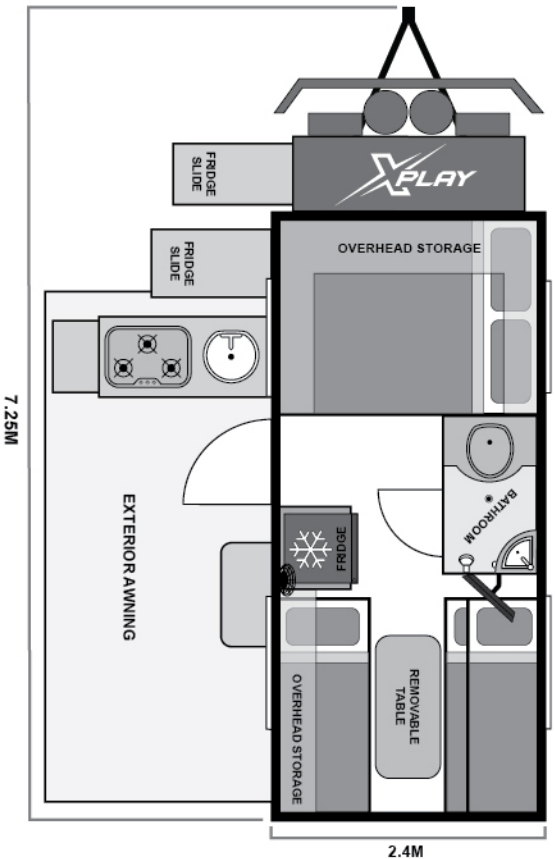 XPLAY
FRIDGE
SLIDE
FRIDGE
SLIDE
OVERHEAD STORAGE
7.25M
EXTERIOR AWNING
BATHROOM
FRIDGE
REMOVABLE
TABLE
OVERHEAD STORAGE
2.4M